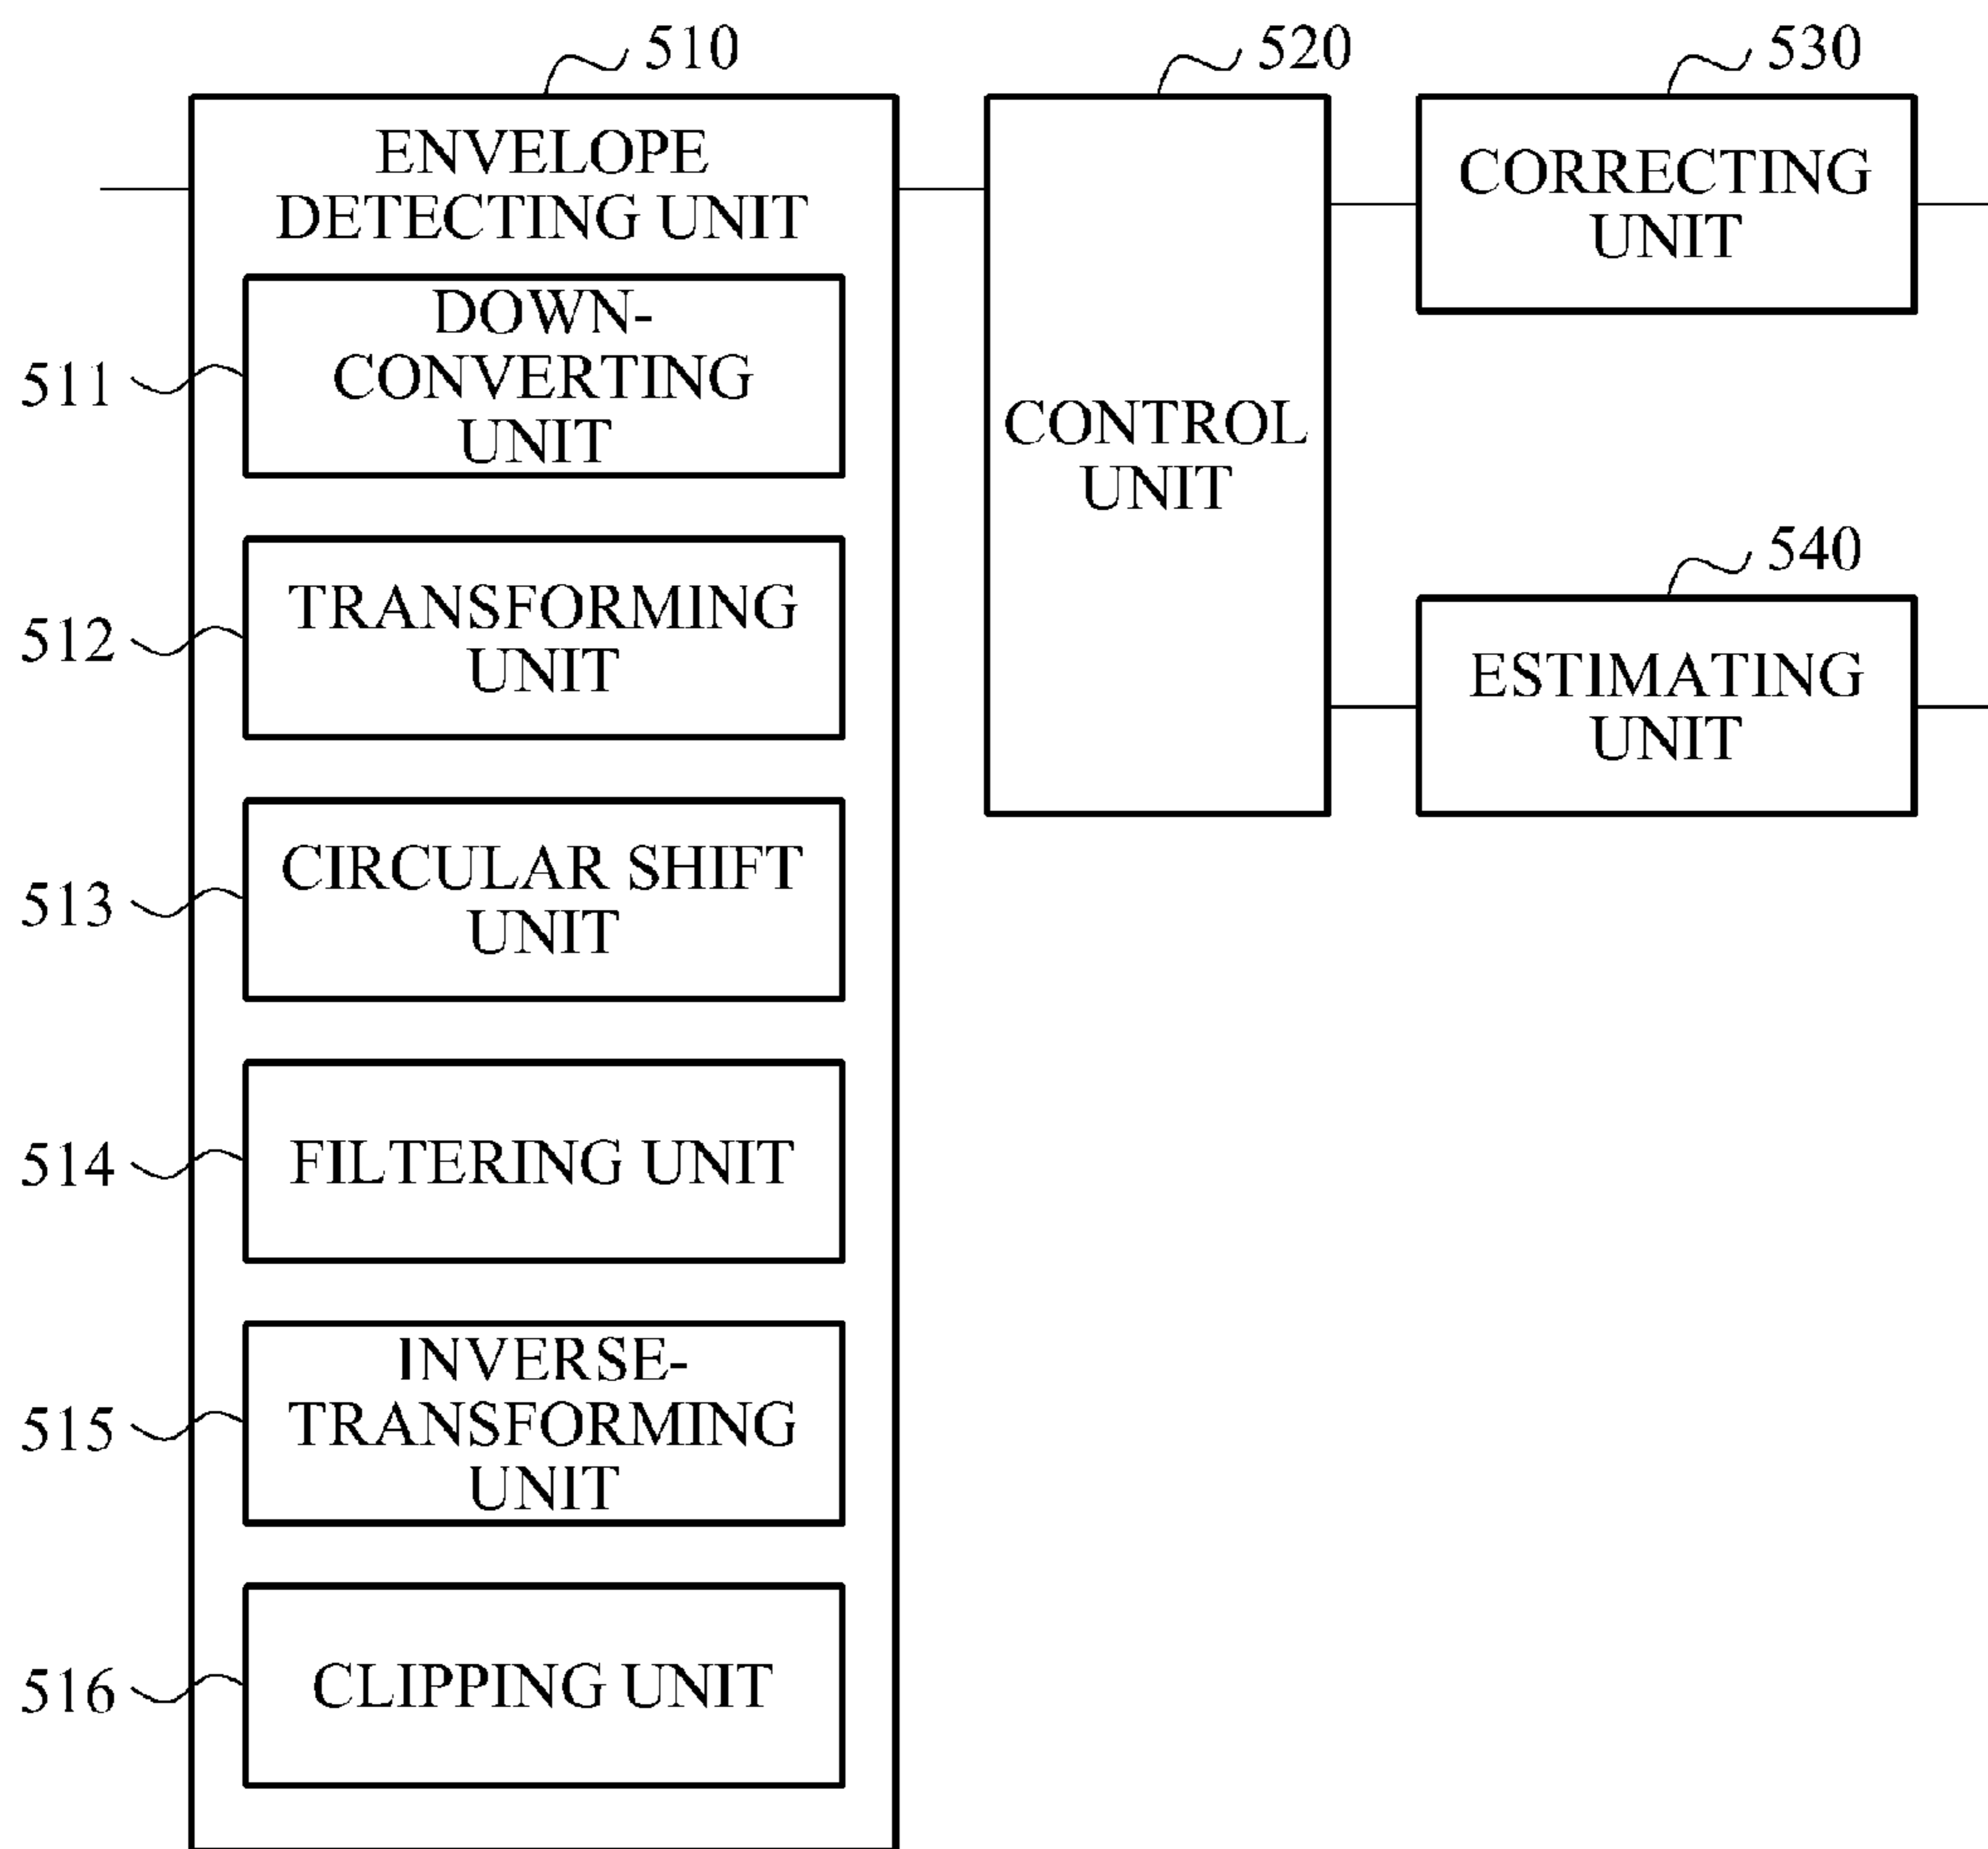 510
520
530
ENVELOPE
DETECTING UNIT
CORRECTING
UNIT
DOWN-
CONVERTING
UNIT
511
CONTROL
UNIT
540
TRANSFORMING
UNIT
512
ESTIMATING
UNIT
CIRCULAR SHIFT
UNIT
513
FILTERING UNIT
514
INVERSE-
TRANSFORMING
UNIT
515
CLIPPING UNIT
516